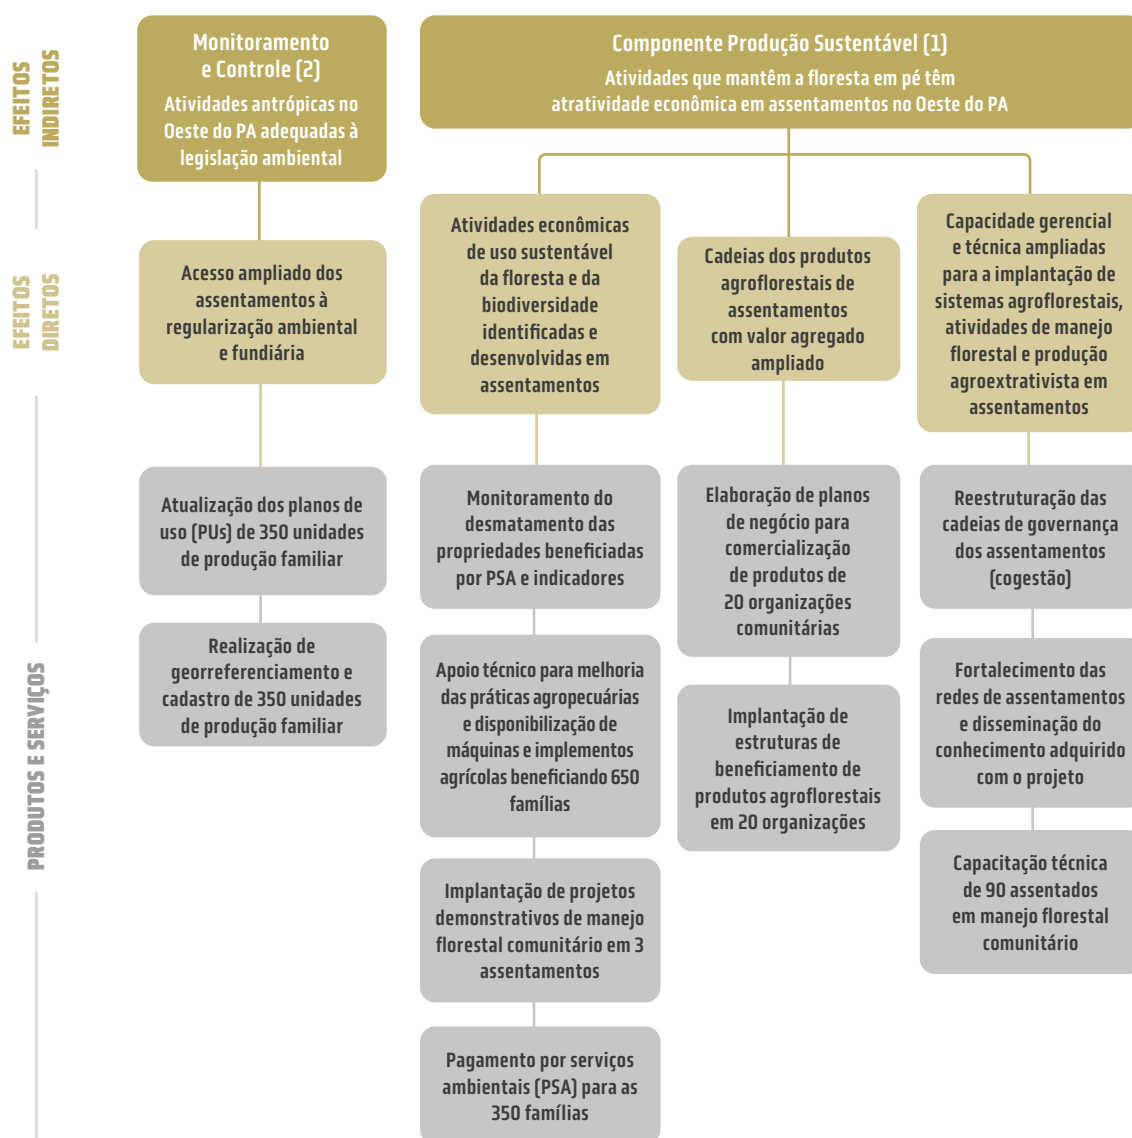 EFEITOS
INDIRETOS
Monitoramento
e Controle (2)
Atividades antrópicas no
Oeste do PA adequadas à
legislação ambiental
Componente Produção Sustentável (1)
Atividades que mantêm a floresta em pé têm
atratividade econômica em assentamentos no Oeste do PA
EFEITOS
DIRETOS
Acesso ampliado dos
assentamentos à
regularização ambiental
e fundiária
Atividades econômicas
de uso sustentável
da floresta e da
biodiversidade
identificadas e
desenvolvidas em
assentamentos
Cadeias dos produtos
agroflorestais de
assentamentos
com valor agregado
ampliado
Capacidade gerencial
e técnica ampliadas
para a implantação de
sistemas agroflorestais,
atividades de manejo
florestal e produção
agroextrativista em
assentamentos
PRODUTOS E SERVIÇOS
Atualização dos planos de
uso (PUs) de 350 unidades
de produção familiar
Realização de
georreferenciamento e
cadastro de 350 unidades
de produção familiar
Monitoramento do
desmatamento das
propriedades beneficiadas
por PSA e indicadores
Apoio técnico para melhoria
das práticas agropecuárias
e disponibilização de
máquinas e implementos
agrícolas beneficiando 650
famílias
Implantação de projetos
demonstrativos de manejo
florestal comunitário em 3
assentamentos
Pagamento por serviços
ambientais (PSA) para as
350 famílias
Elaboração de planos
de negócio para
comercialização
de produtos de
20 organizações
comunitárias
Implantação de
estruturas de
beneficiamento de
produtos agroflorestais
em 20 organizações
Reestruturação das
cadeias de governança
dos assentamentos
(cogestão)
Fortalecimento das
redes de assentamentos
e disseminação do
conhecimento adquirido
com o projeto
Capacitação técnica
de 90 assentados
em manejo florestal
comunitário